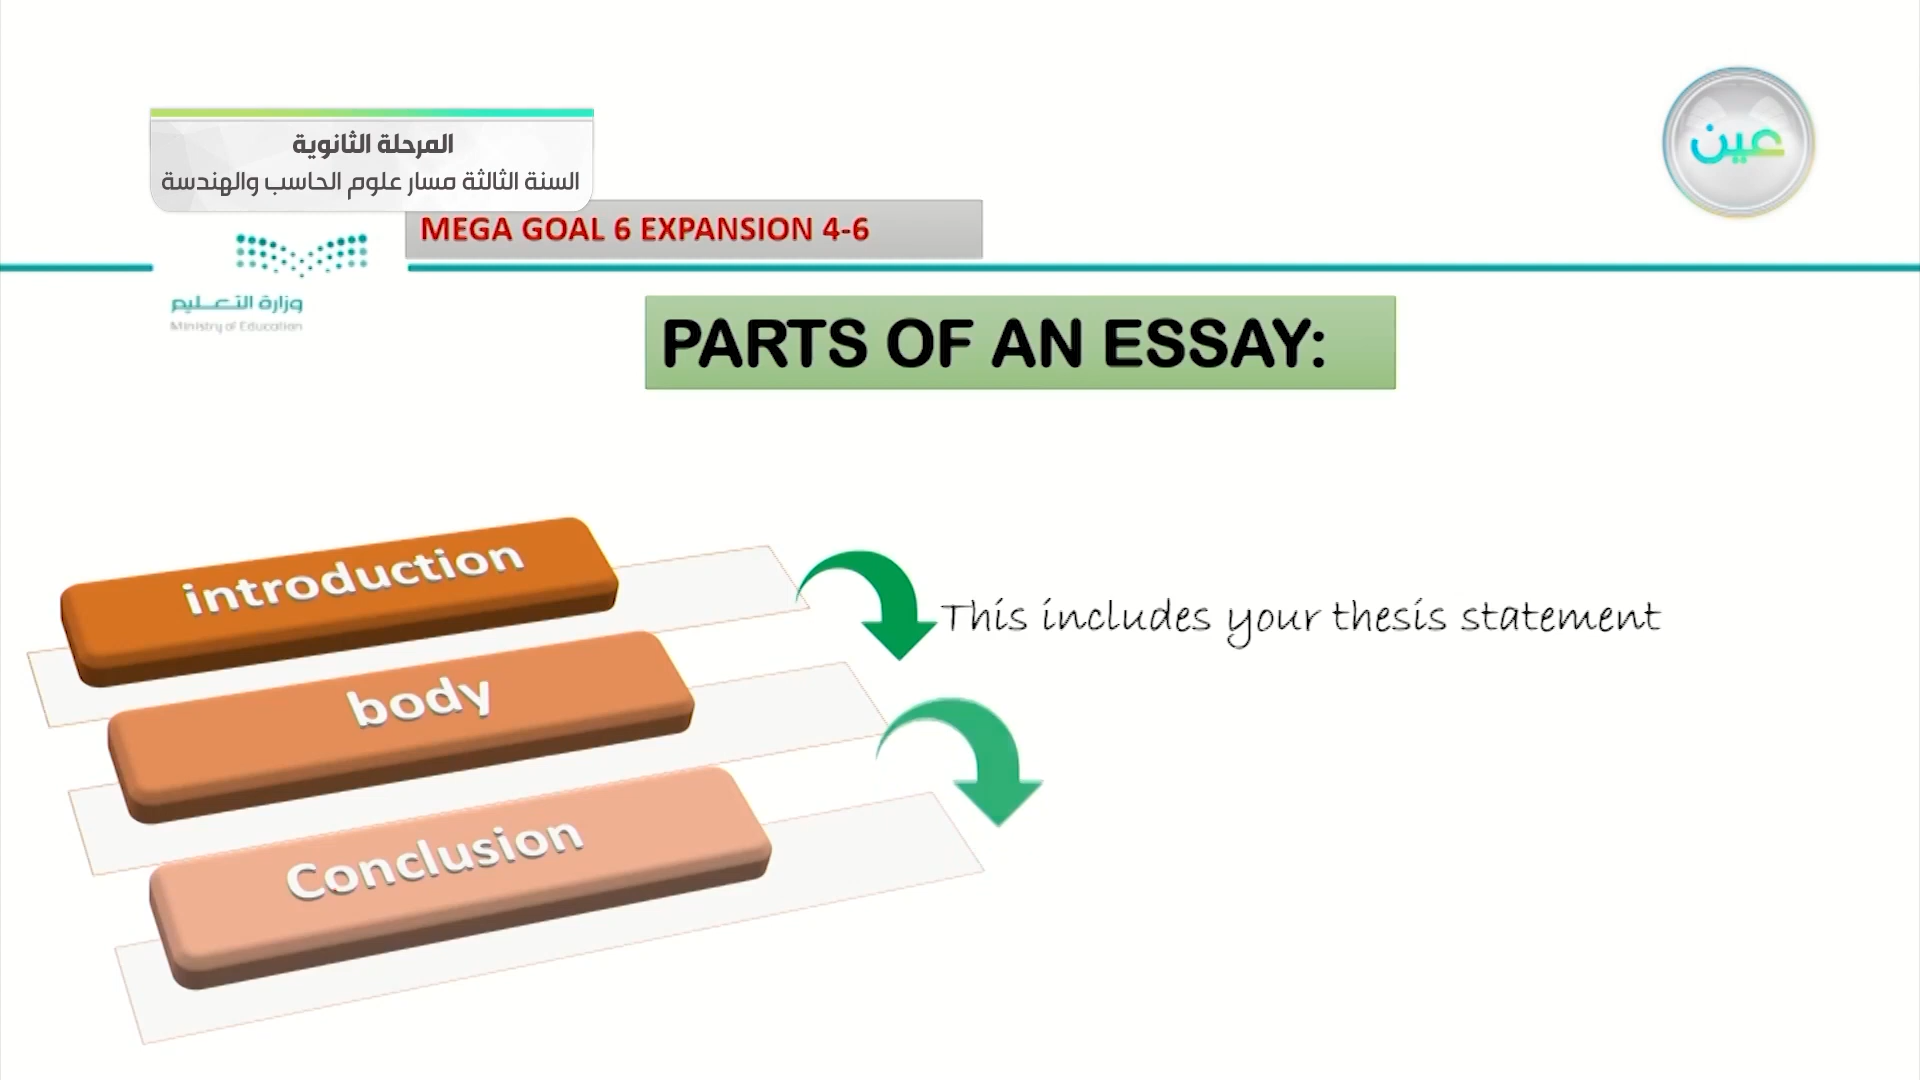 المرحلة الثانوية
السنة الثالثة مسار علوم الحاسب والهندسة
عين
MEGA GOAL 6 EXPANSION 4-6
وزارة التعليم
Ministry of Education
PARTS OF AN ESSAY:
introduction
This includes your thesis statement
body
Conclusion